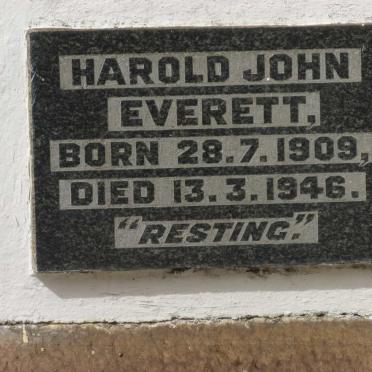 HAROLD JOHN
EVERETT,
BORN 28.7.1909,
DIED 13.3.1946.
"RESTING."